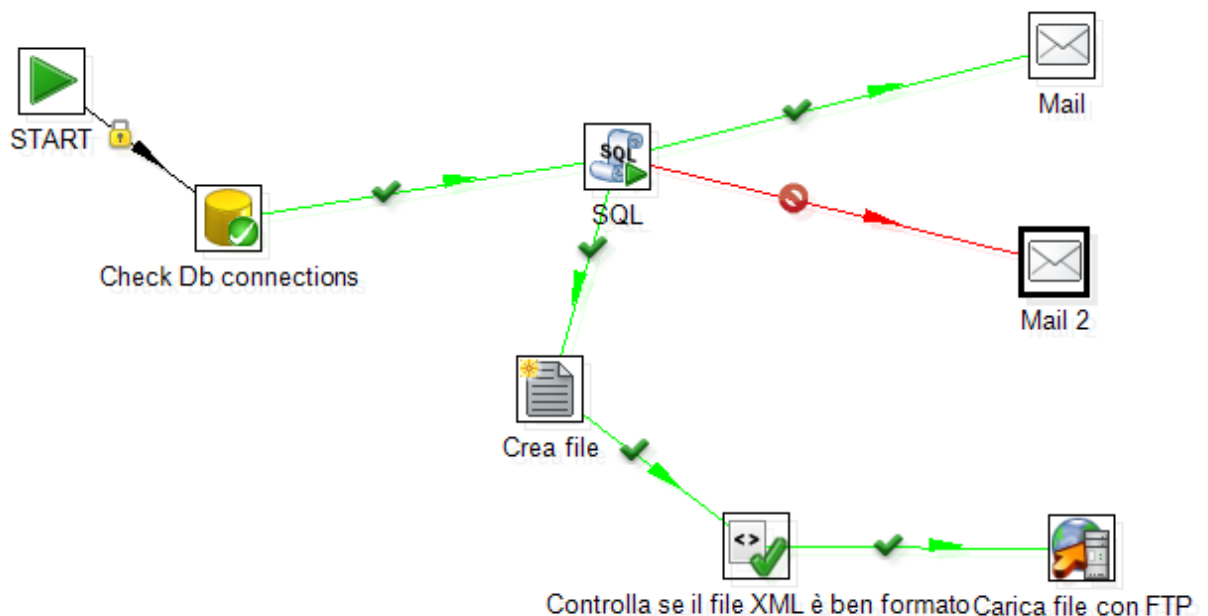 Mail
START
SQL
SQL
Check Db connections
Mail 2
Crea file
<>
Controlla se il file XML è ben formato
Carica file con FTP